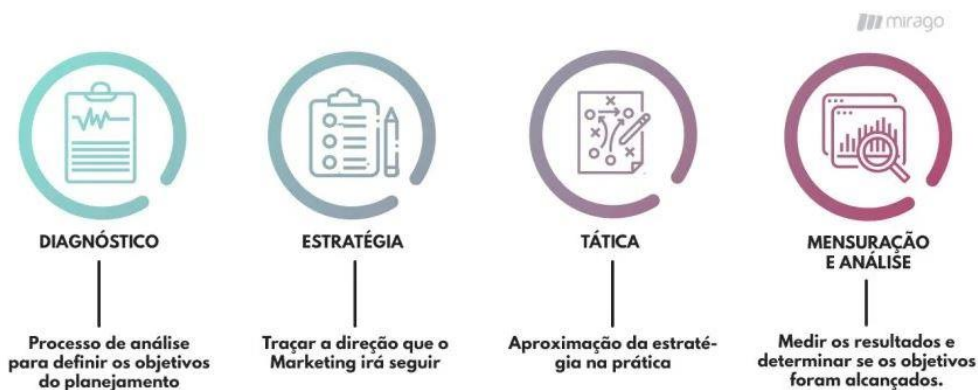 mirago
DIAGNÓSTICO
Processo de análise
para definir os objetivos
do planejamento
ESTRATÉGIA
Traçar a direção que o
Marketing irá seguir
TÁTICA
Aproximação da estraté-
gia na prática
MENSURAÇÃO
E ANÁLISE
Medir os resultados e
determinar se os objetivos
foram alcançados.